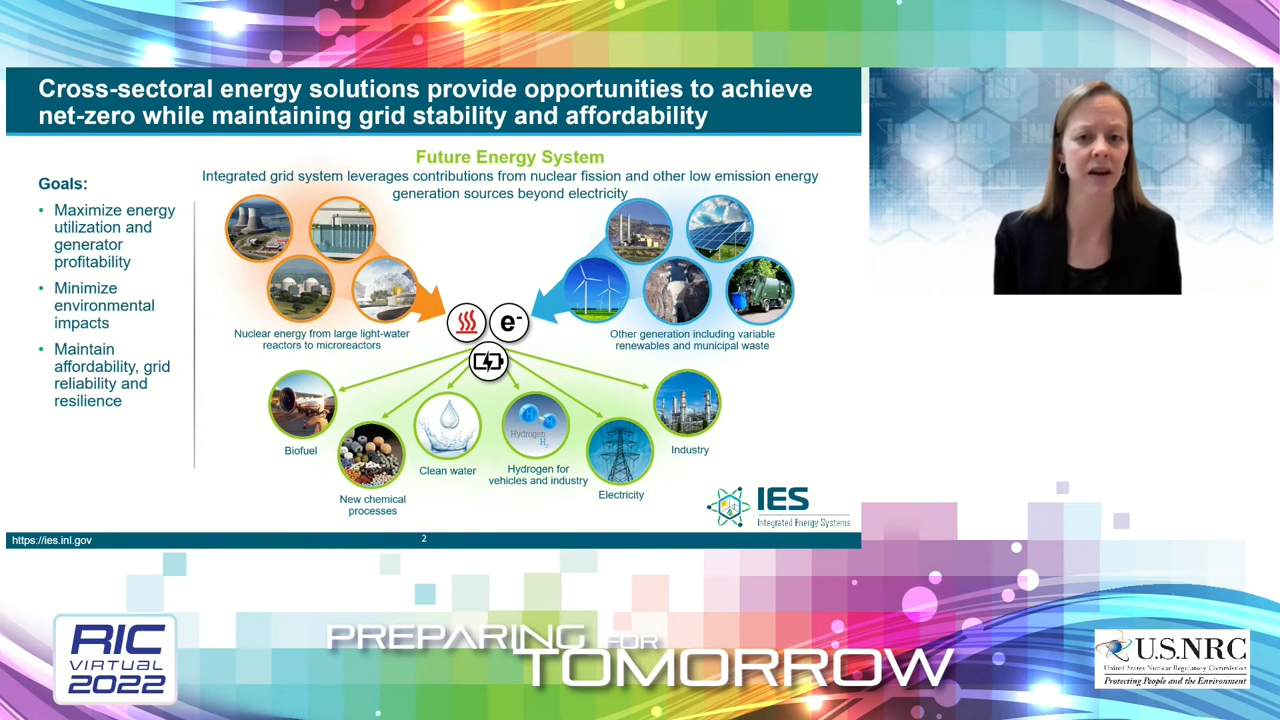 Cross-sectoral energy solutions provide opportunities to achieve
net-zero while maintaining grid stability and affordability
Goals:
• Maximize energy
utilization and
generator
profitability
• Minimize
environmental
impacts
• Maintain
affordability, grid
reliability and
resilience
Future Energy System
Integrated grid system leverages contributions from nuclear fission and other low emission energy
generation sources beyond electricity
Nuclear energy from large light-water
reactors to microreactors
Other generation including variable
renewables and municipal waste
e-
Biofuel
New chemical
processes
Clean water
H H
Hydrogen
H2
Hydrogen for
vehicles and industry
Electricity
Industry
IES
Integrated Energy Systems
https://ies.inl.gov
2
INL
INL
INL
RIC
VIRTUAL
2022
PREPARING FOR
TOMORROW
U.S.NRC
United States Nuclear Regulatory Commission
Protecting People and the Environment